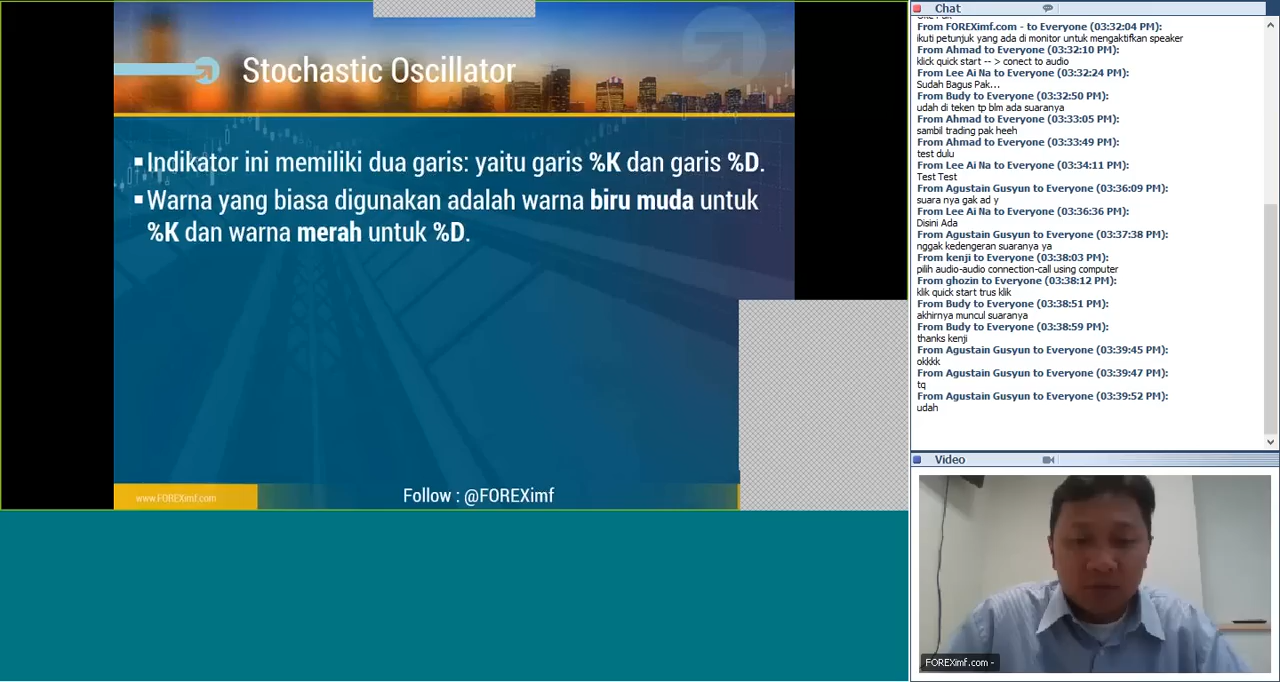 Stochastic Oscillator
▪Indikator ini memiliki dua garis: yaitu garis %K dan garis %D.
▪Warna yang biasa digunakan adalah warna biru muda untuk
%K dan warna merah untuk %D.
www.FOREXimf.com
Follow : @FOREXimf
Chat
From FOREXimf.com - to Everyone (03:32:04 PM):
ikuti petunjuk yang ada di monitor untuk mengaktifkan speaker
From Ahmad to Everyone (03:32:10 PM):
klick quick start -- > conect to audio
From Lee Ai Na to Everyone (03:32:24 PM):
Sudah Bagus Pak...
From Budy to Everyone (03:32:50 PM):
udah di teken tp blm ada suaranya
From Ahmad to Everyone (03:33:05 PM):
sambil trading pak heeh
From Ahmad to Everyone (03:33:49 PM):
test dulu
From Lee Ai Na to Everyone (03:34:11 PM):
Test Test
From Agustain Gusyun to Everyone (03:36:09 PM):
suara nya gak ad y
From Lee Ai Na to Everyone (03:36:36 PM):
Disini Ada
From Agustain Gusyun to Everyone (03:37:38 PM):
nggak kedengeran suaranya ya
From kenji to Everyone (03:38:03 PM):
pilih audio-audio connection-call using computer
From ghozin to Everyone (03:38:12 PM):
klik quick start trus klik
From Budy to Everyone (03:38:51 PM):
akhirnya muncul suaranya
From Budy to Everyone (03:38:59 PM):
thanks kenji
From Agustain Gusyun to Everyone (03:39:45 PM):
okkkk
From Agustain Gusyun to Everyone (03:39:47 PM):
tq
From Agustain Gusyun to Everyone (03:39:52 PM):
udah
Video
FOREXimf.com -